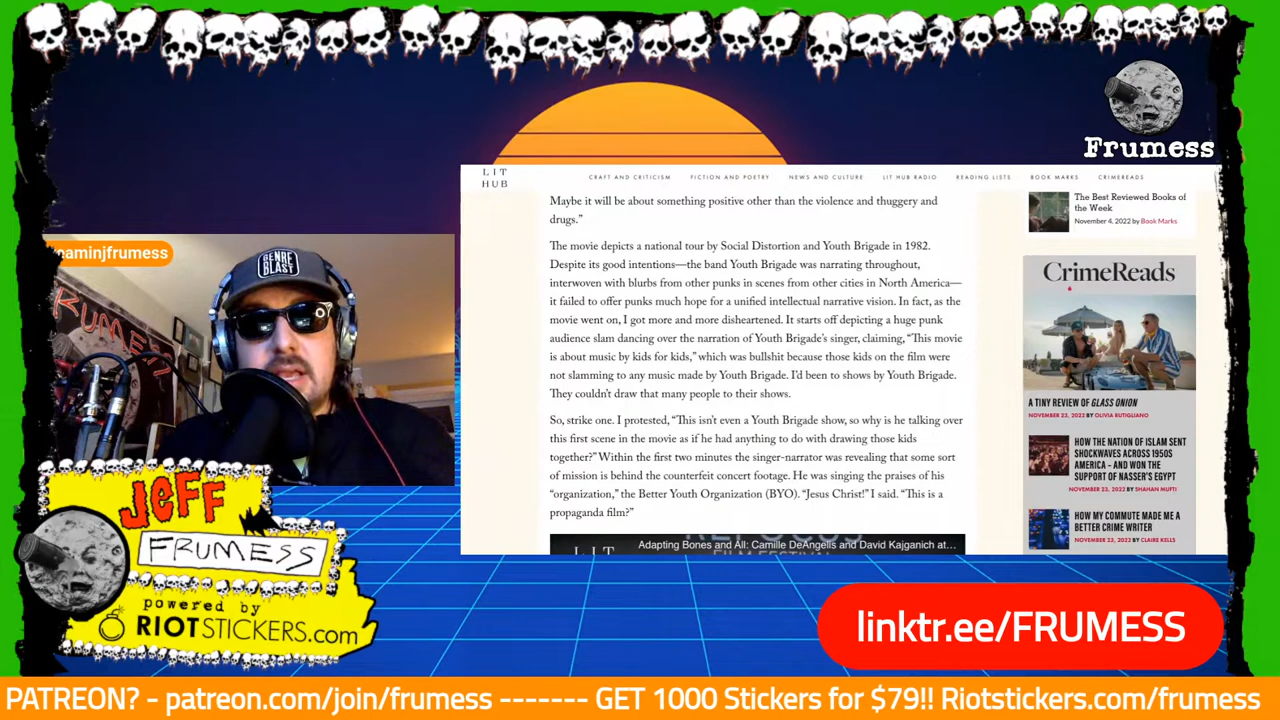 Frumess
LIT
HUB
CRAFT AND CRITICISM
FICTION AND POETRY
NEWS AND CULTURE
LIT HUB RADIO
READING LISTS
BOOK MARKS
CRIMEREADS
Maybe it will be about something positive other than the violence and thuggery and
drugs.”
The movie depicts a national tour by Social Distortion and Youth Brigade in 1982.
Despite its good intentions—the band Youth Brigade was narrating throughout,
interwoven with blurbs from other punks in scenes from other cities in North America—
it failed to offer punks much hope for a unified intellectual narrative vision. In fact, as the
movie went on, I got more and more disheartened. It starts off depicting a huge punk
audience slam dancing over the narration of Youth Brigade’s singer, claiming, “This movie
is about music by kids for kids,” which was bullshit because those kids on the film were
not slamming to any music made by Youth Brigade. I’d been to shows by Youth Brigade.
They couldn’t draw that many people to their shows.
So, strike one. I protested, “This isn’t even a Youth Brigade show, so why is he talking over
this first scene in the movie as if he had anything to do with drawing those kids
together?” Within the first two minutes the singer-narrator was revealing that some sort
of mission is behind the counterfeit concert footage. He was singing the praises of his
“organization,” the Better Youth Organization (BYO). “Jesus Christ!” I said. “This is a
propaganda film?”
LIT
Adapting Bones and All: Camille DeAngelis and David Kajganich at…
The Best Reviewed Books of
the Week
November 4, 2022 by Book Marks
CrimeReads
A TINY REVIEW OF GLASS ONION
NOVEMBER 23, 2022 BY OLIVIA RUTIGLIANO
HOW THE NATION OF ISLAM SENT
SHOCKWAVES ACROSS 1950S
AMERICA – AND WON THE
SUPPORT OF NASSER’S EGYPT
NOVEMBER 23, 2022 BY SHAHAN MUFTI
HOW MY COMMUTE MADE ME
A BETTER CRIME WRITER
NOVEMBER 23, 2022 BY CLAIRE KELLS
eaminjfrumess
GENRE
BLAST
JEFF
FRUMESS
powered by
RIOTSTICKERS.com
linktr.ee/FRUMESS
PATREON? - patreon.com/join/frumess ------- GET 1000 Stickers for $79!! Riotstickers.com/frumess